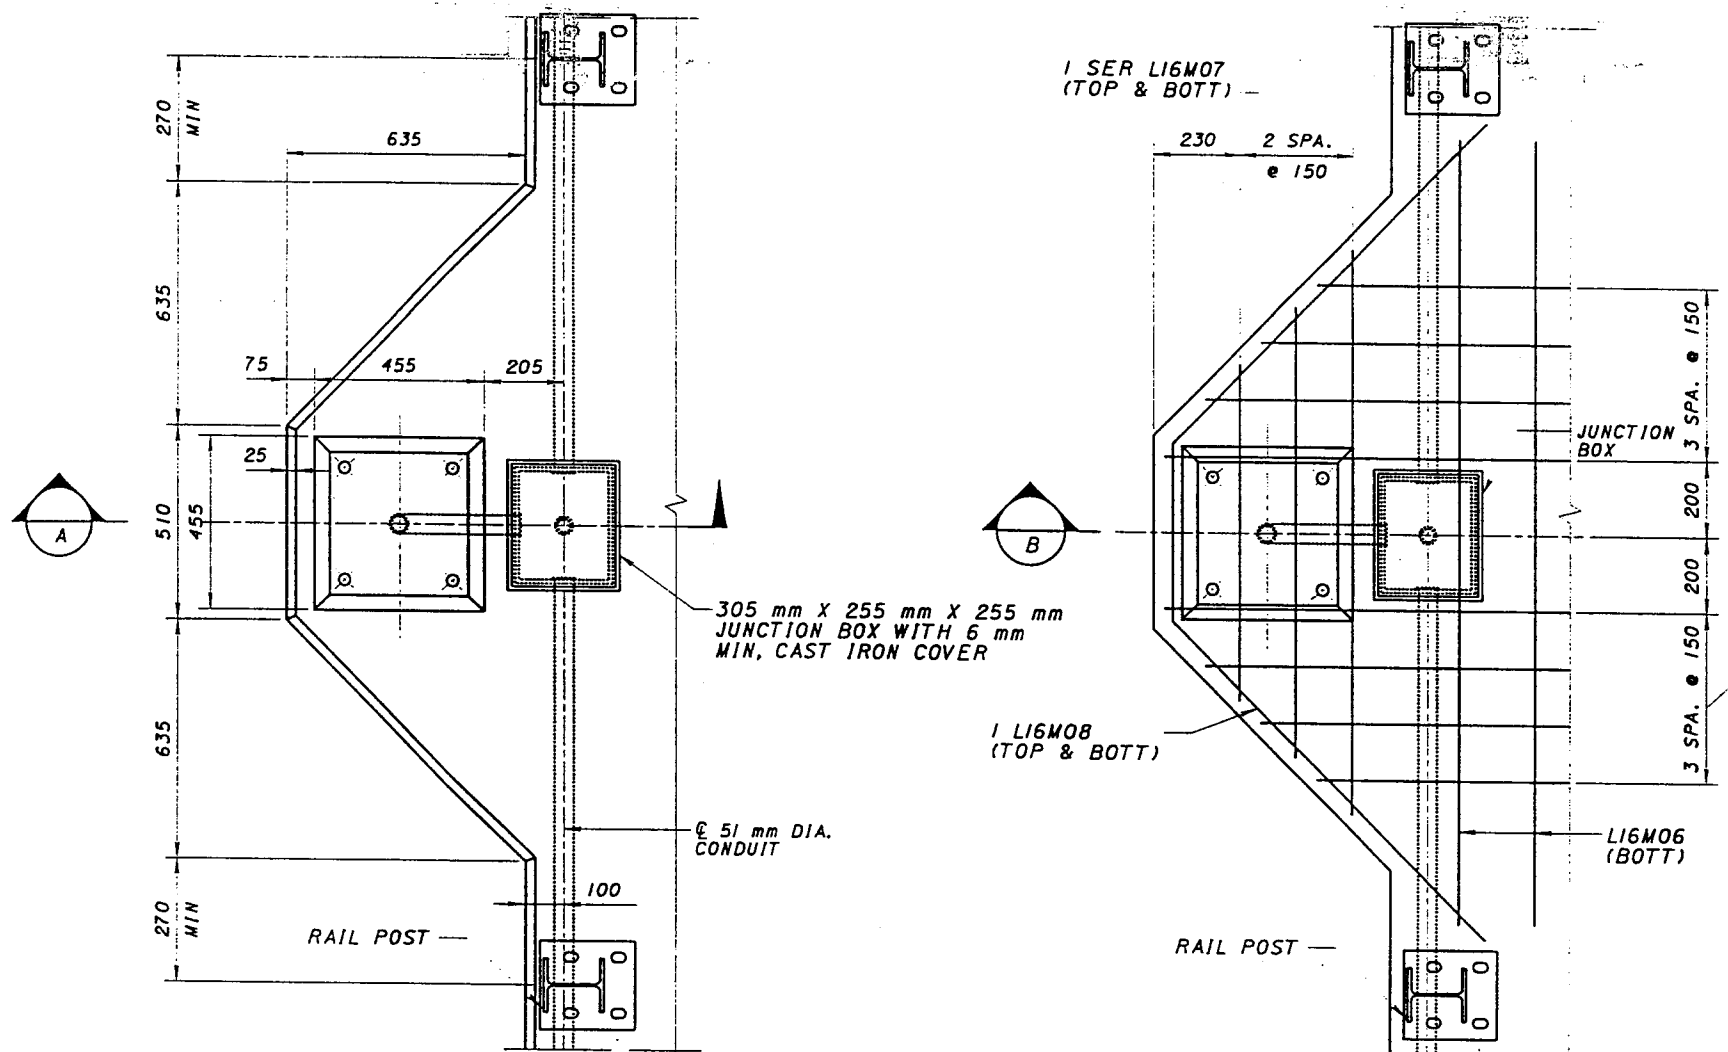 270
MIN
635
635
75
455
205
25
510
455
A
305 mm X 255 mm X 255 mm
JUNCTION BOX WITH 6 mm
MIN, CAST IRON COVER
635
℄ 51 mm DIA.
CONDUIT
100
270
MIN
RAIL POST
1 SER L16M07
(TOP & BOTT)
230
2 SPA.
@ 150
3 SPA. @ 150
JUNCTION
BOX
200
B
200
3 SPA. @ 150
1 L16M08
(TOP & BOTT)
L16M06
(BOTT)
RAIL POST